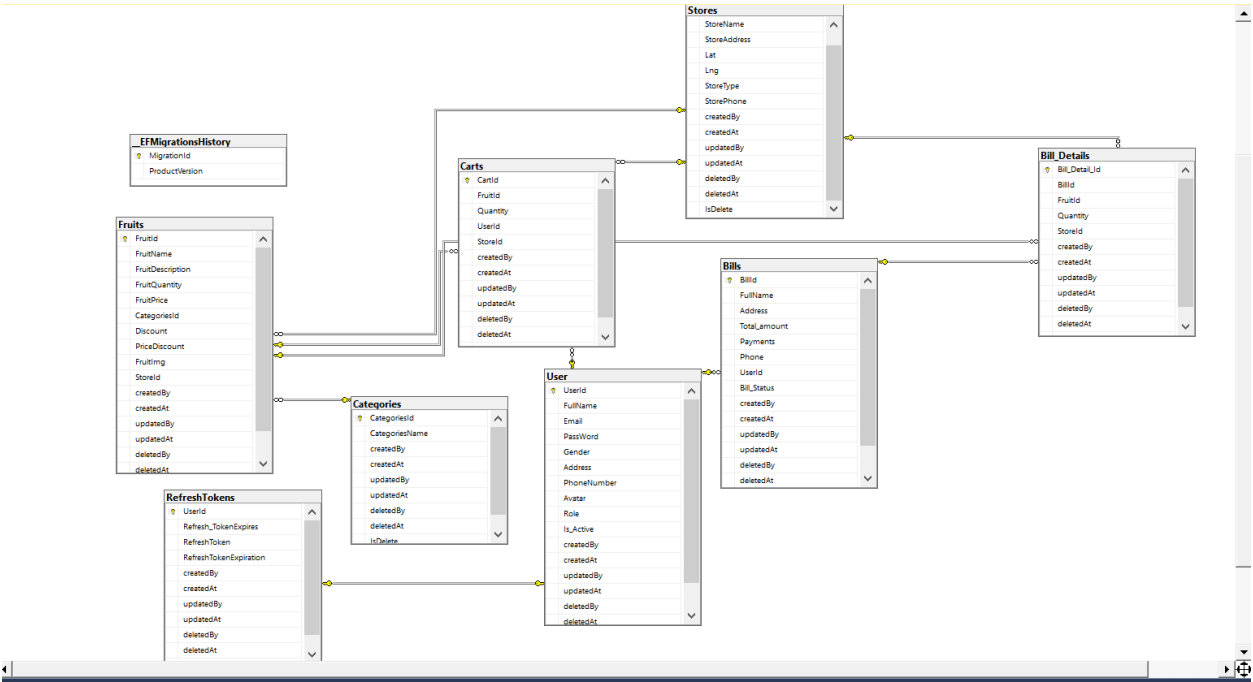 Stores
StoreName
StoreAddress
Lat
Lng
StoreType
StorePhone
createdBy
createdAt
updatedBy
updatedAt
deletedBy
deletedAt
IsDelete
__EFMigrationsHistory
MigrationId
ProductVersion
Carts
CartId
FruitId
Quantity
UserId
StoreId
createdBy
createdAt
updatedBy
updatedAt
deletedBy
deletedAt
Bill_Details
Bill_Detail_Id
BillId
FruitId
Quantity
StoreId
createdBy
createdAt
updatedBy
updatedAt
deletedBy
deletedAt
Fruits
FruitId
FruitName
FruitDescription
FruitQuantity
FruitPrice
CategoriesId
Discount
PriceDiscount
FruitImg
StoreId
createdBy
createdAt
updatedBy
updatedAt
deletedBy
deletedAt
Bills
BillId
FullName
Address
Total_amount
Payments
Phone
UserId
Bill_Status
createdBy
createdAt
updatedBy
updatedAt
deletedBy
deletedAt
User
UserId
FullName
Email
PassWord
Gender
Address
PhoneNumber
Avatar
Role
Is_Active
createdBy
createdAt
updatedBy
updatedAt
deletedBy
deletedAt
Categories
CategoriesId
CategoriesName
createdBy
createdAt
updatedBy
updatedAt
deletedBy
deletedAt
IsDelete
RefreshTokens
UserId
Refresh_TokenExpires
RefreshToken
RefreshTokenExpiration
createdBy
createdAt
updatedBy
updatedAt
deletedBy
deletedAt